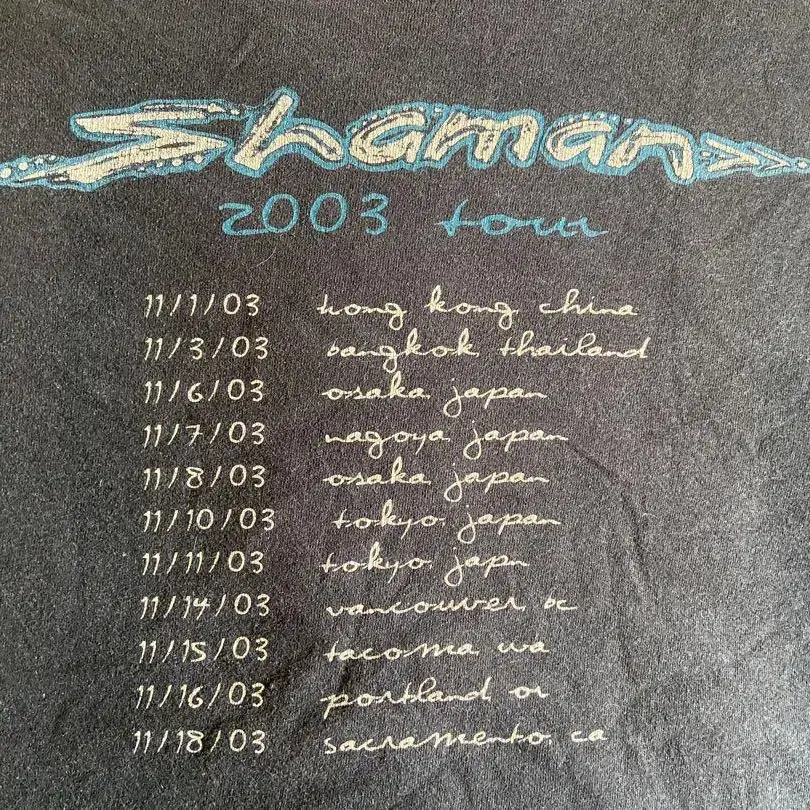 Shaman
2003 tour
11/1/03 hong kong china
11/3/03 bangkok thailand
11/6/03 osaka japan
11/7/03 nagoya japan
11/8/03 osaka japan
11/10/03 tokyo japan
11/11/03 tokyo japn
11/14/03 vancouver bc
11/15/03 tacoma wa
11/16/03 portland or
11/18/03 sacramento ca